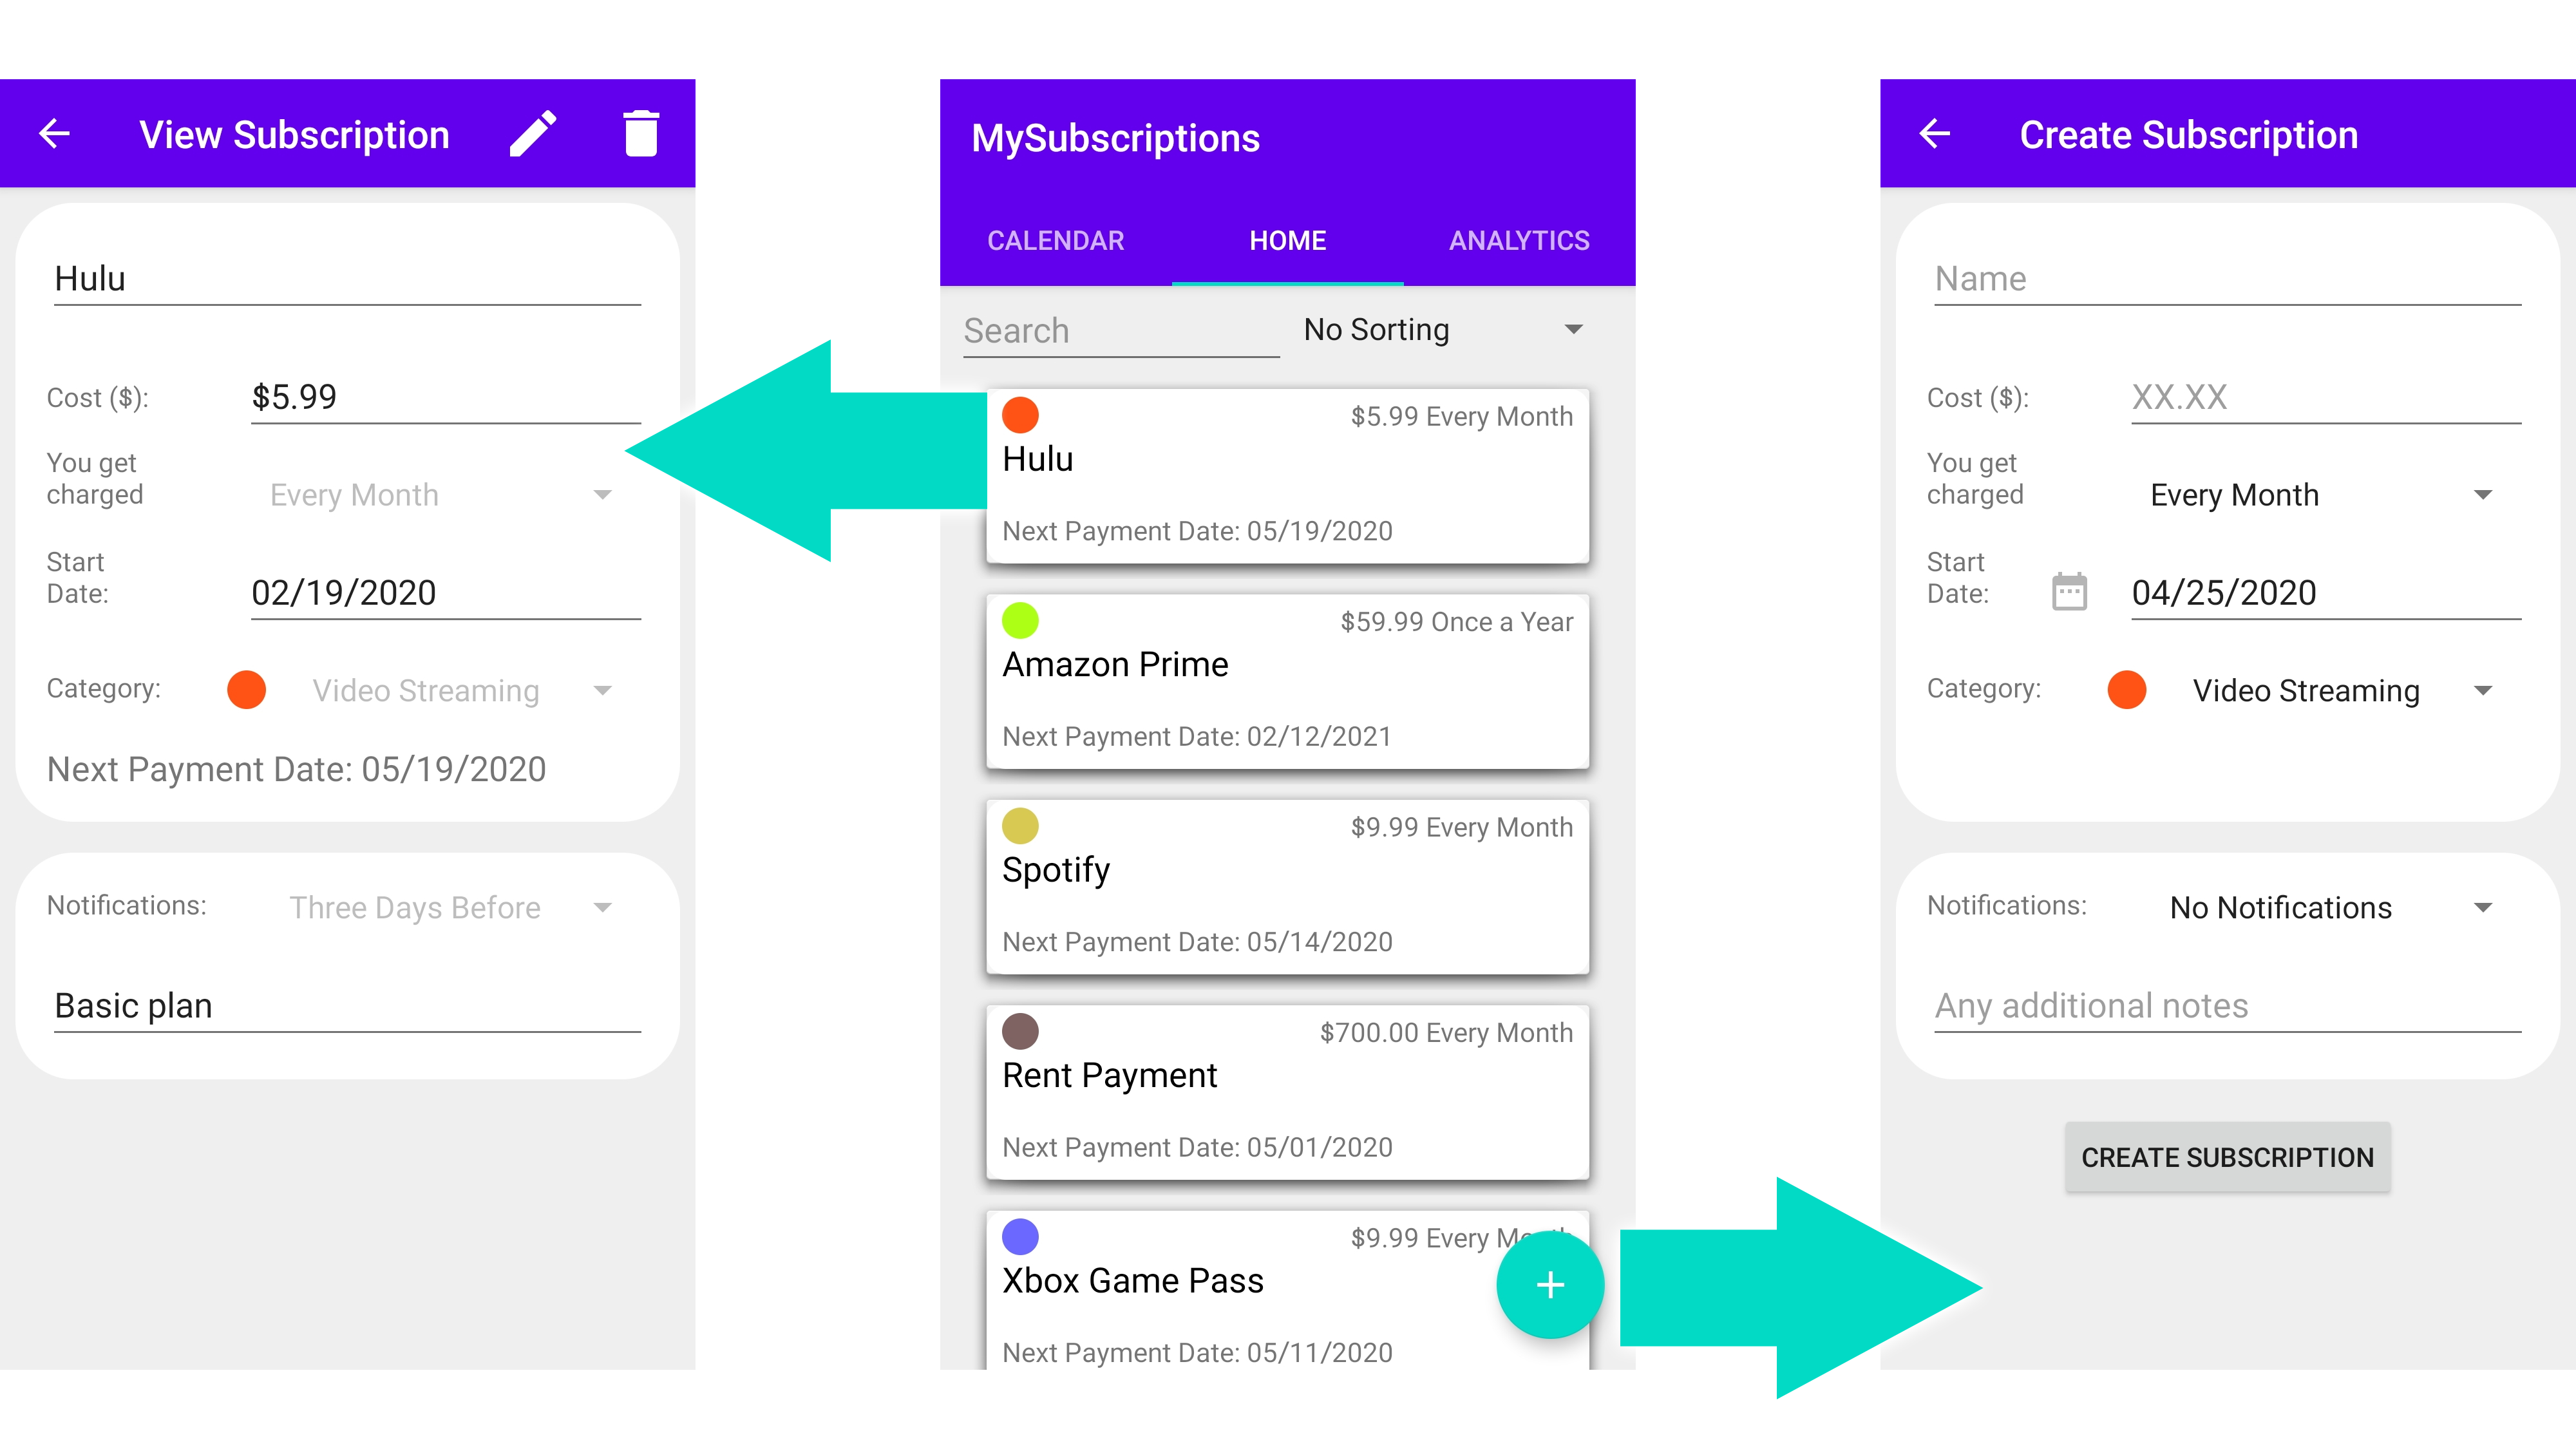 View Subscription
Hulu
Cost ($):
$5.99
You get
charged
Every Month
Start
Date:
02/19/2020
Category:
Video Streaming
Next Payment Date: 05/19/2020
Notifications:
Three Days Before
Basic plan
MySubscriptions
CALENDAR
HOME
ANALYTICS
Search
No Sorting
$5.99 Every Month
Hulu
Next Payment Date: 05/19/2020
$59.99 Once a Year
Amazon Prime
Next Payment Date: 02/12/2021
$9.99 Every Month
Spotify
Next Payment Date: 05/14/2020
$700.00 Every Month
Rent Payment
Next Payment Date: 05/01/2020
$9.99 Every
Xbox Game Pass
+
Next Payment Date: 05/11/2020
Create Subscription
Name
Cost ($):
XX.XX
You get
charged
Every Month
Start
Date:
04/25/2020
Category:
Video Streaming
Notifications:
No Notifications
Any additional notes
CREATE SUBSCRIPTION